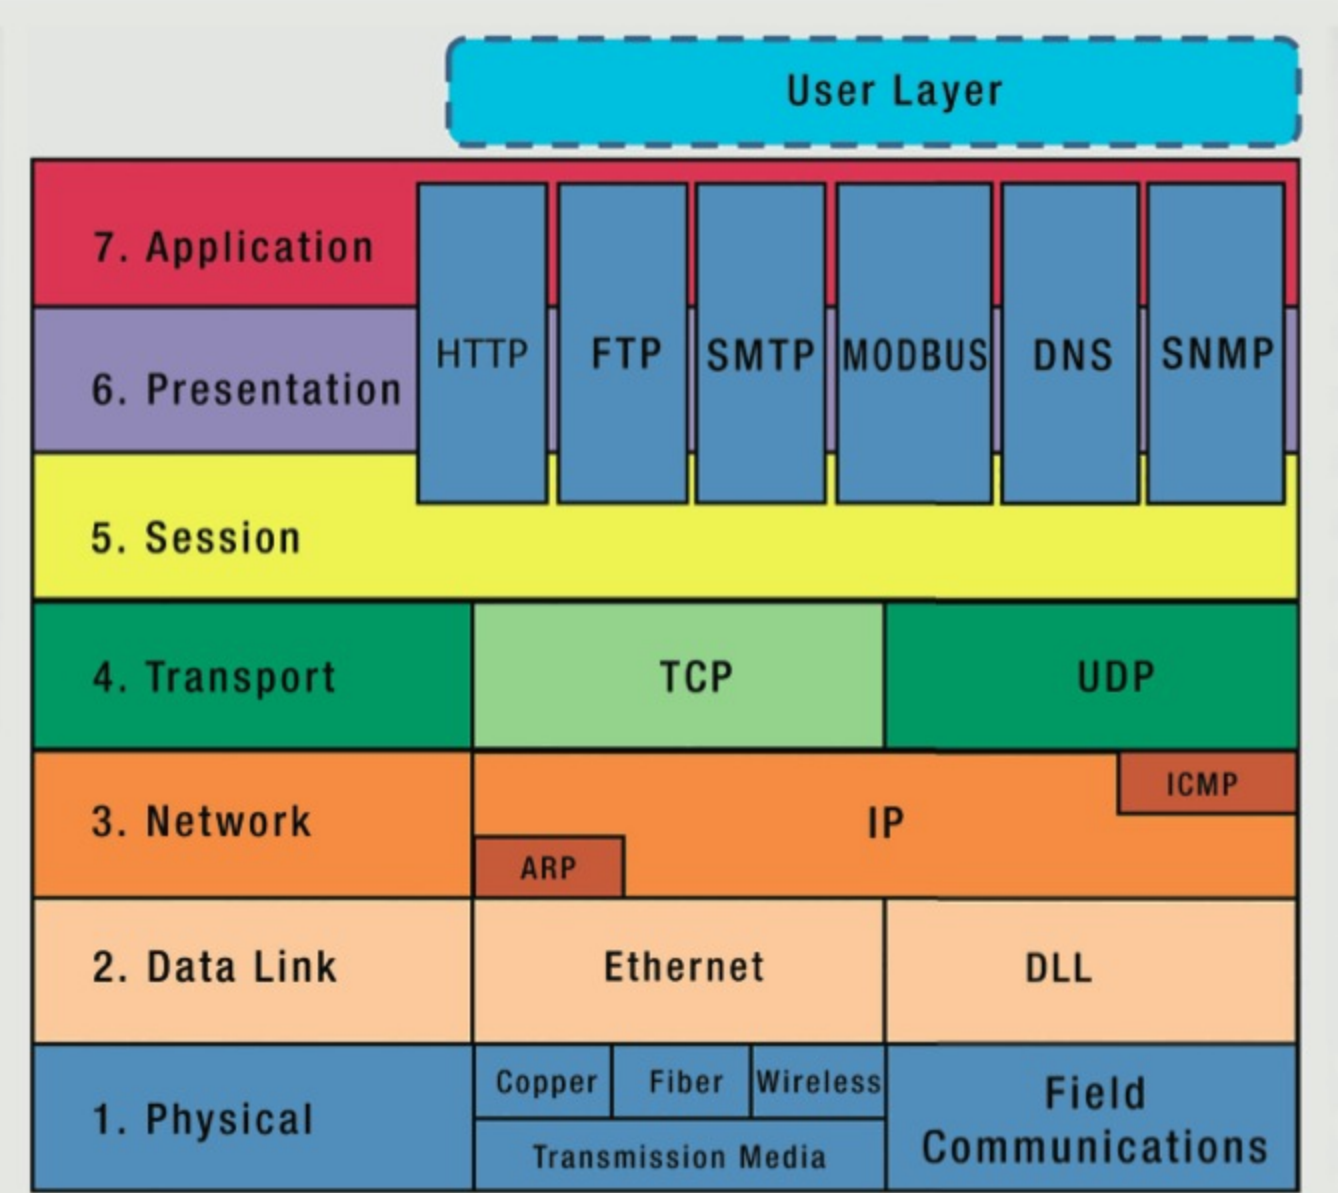 User Layer
7. Application
HTTP FTP SMTP MODBUS DNS SNMP
6. Presentation
5. Session
4. Transport TCP UDP
ICMP
3. Network IP
ARP
2. Data Link Ethernet DLL
Copper Fiber Wireless
1. Physical
Transmission Media
Field
Communications